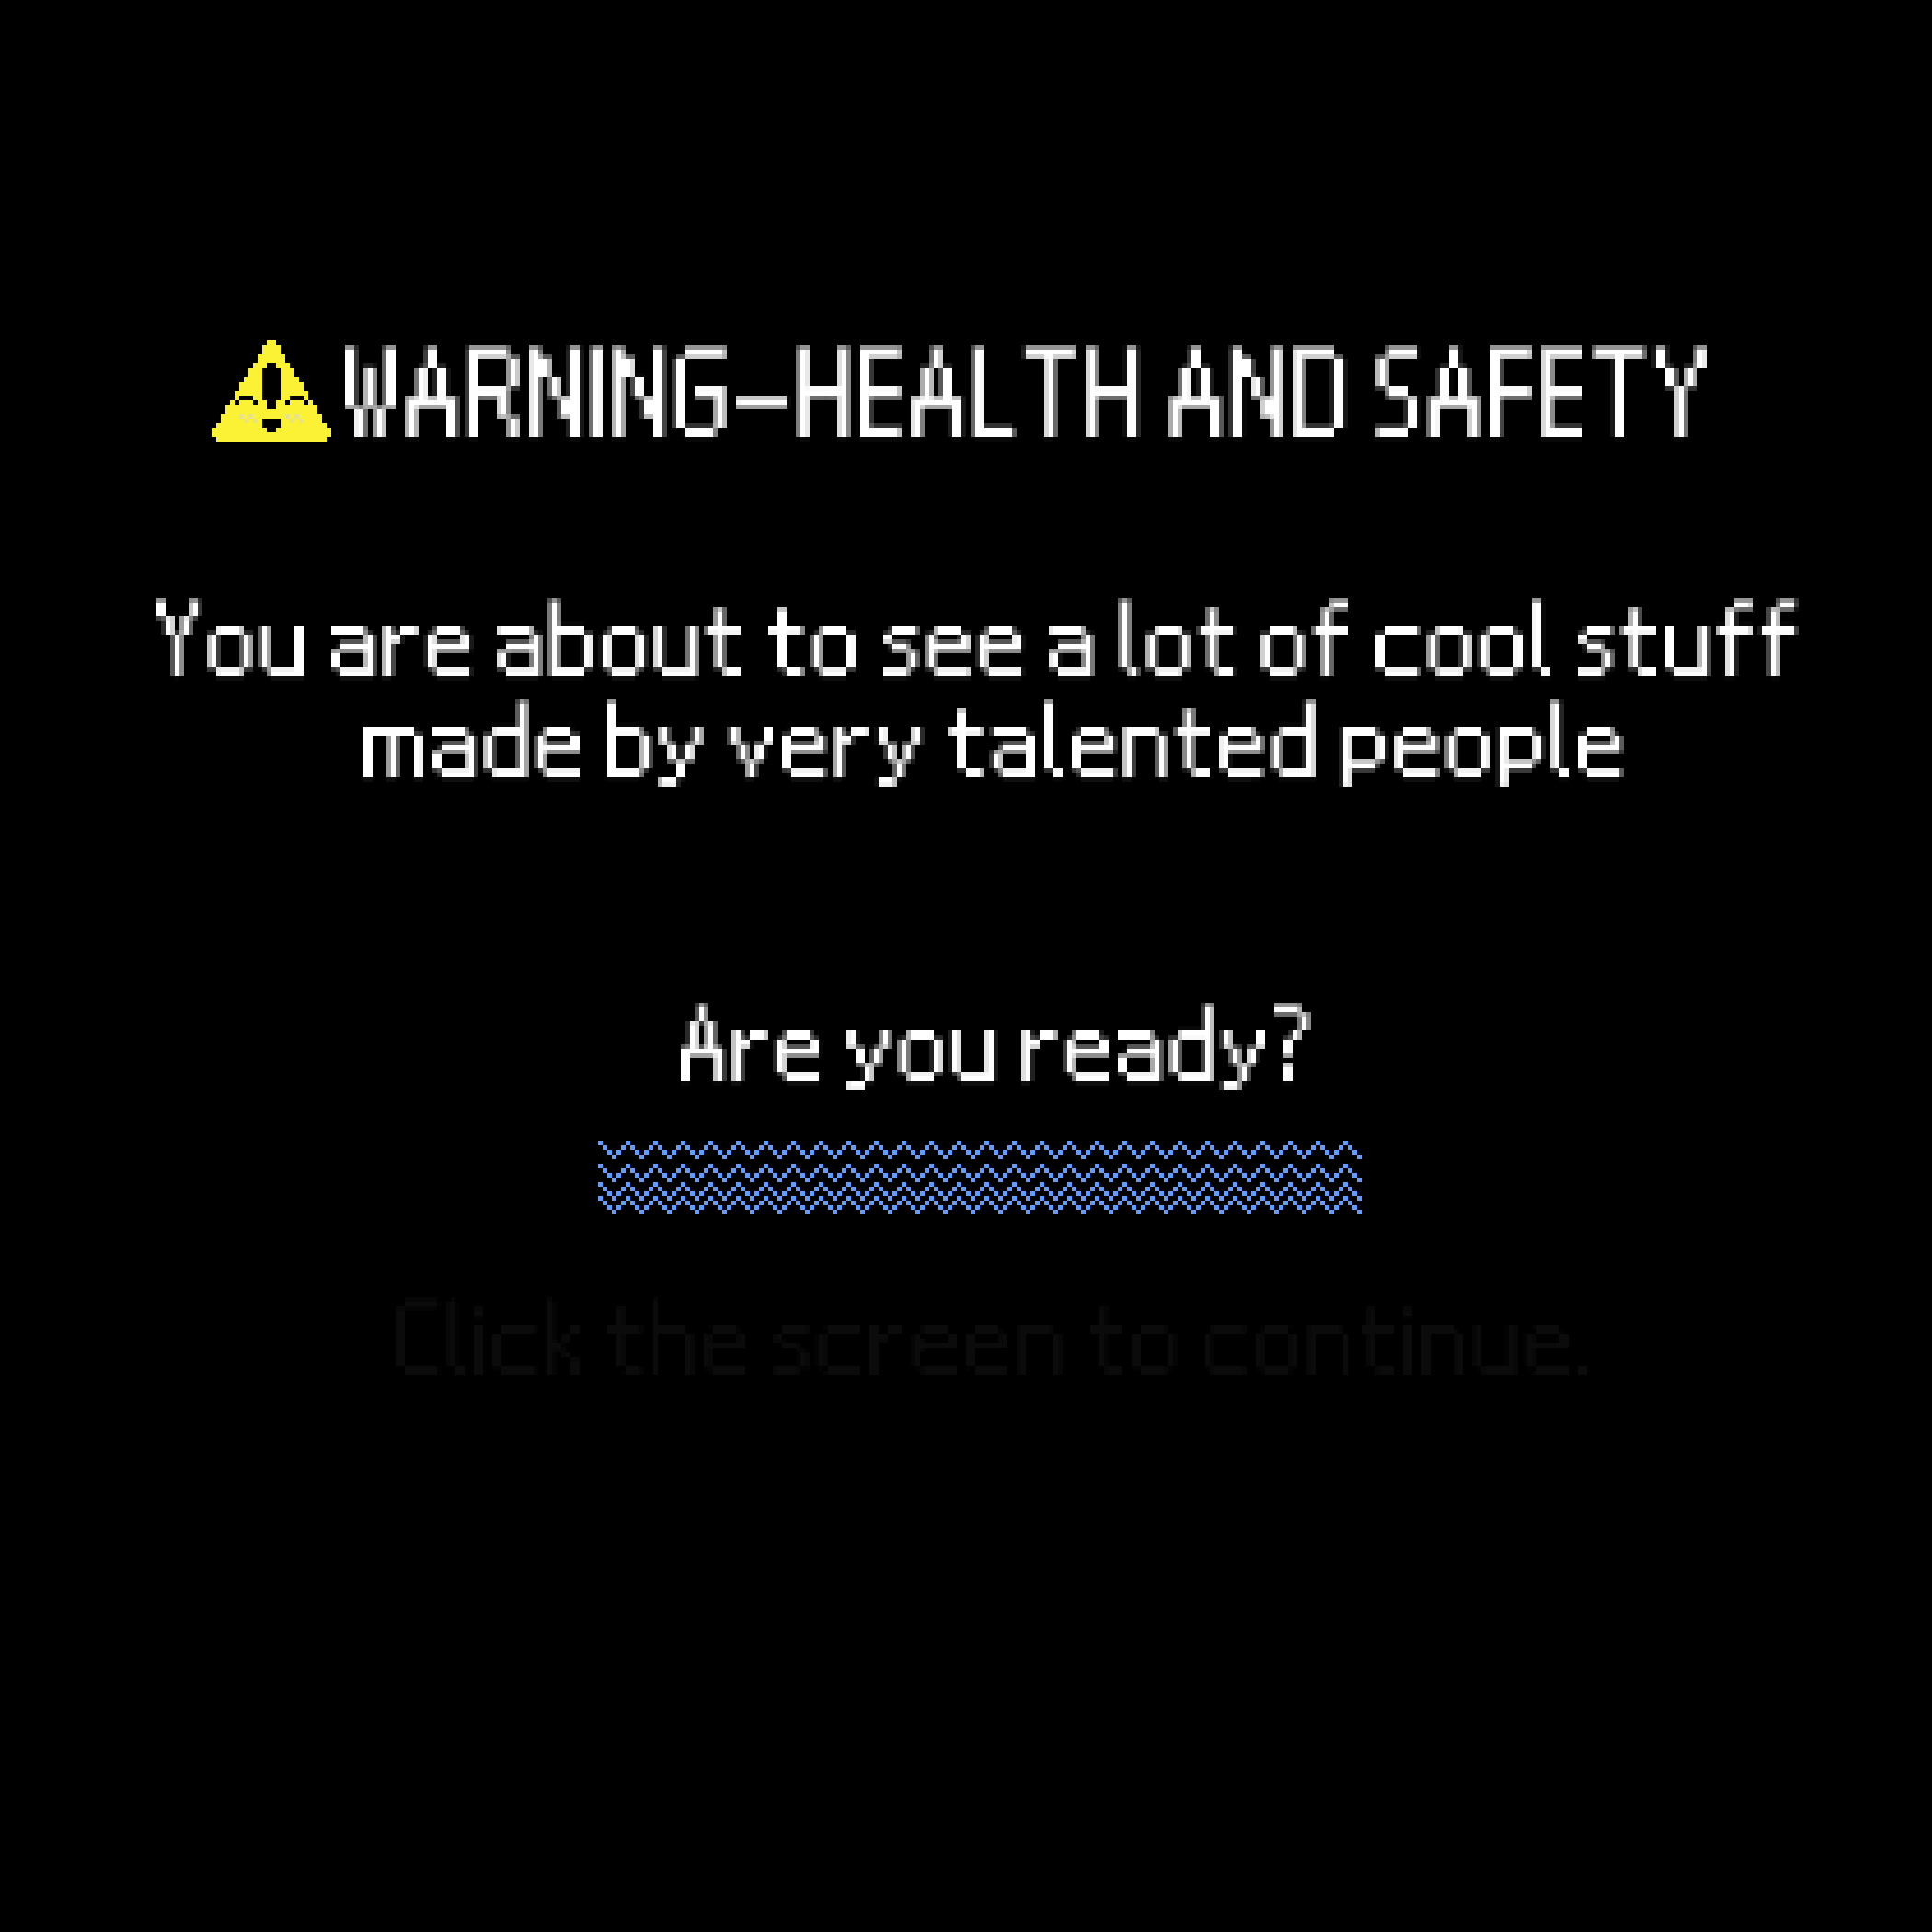 WARNING-HEALTH AND SAFETY
You are about to see a lot of cool stuff
made by very talented people
Are you ready?
Click the screen to continue.